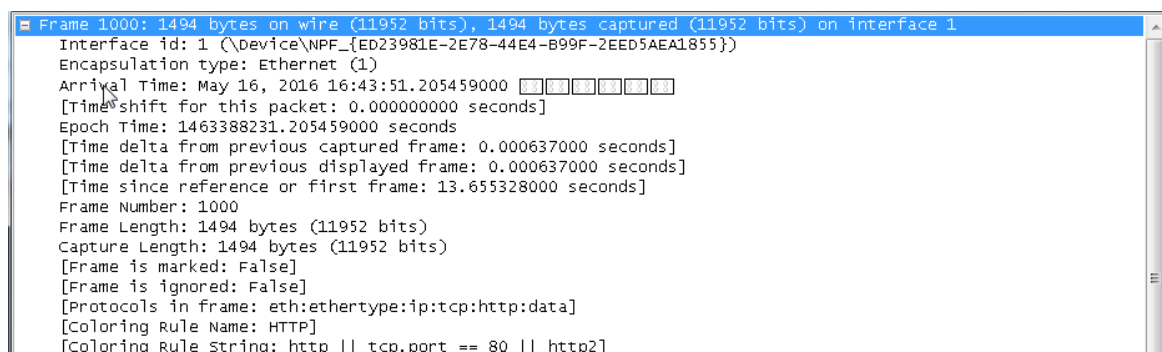 Frame 1000: 1494 bytes on wire (11952 bits), 1494 bytes captured (11952 bits) on interface 1
Interface id: 1 (\Device\NPF_{ED23981E-2E78-44E4-B99F-2EED5AEA1855})
Encapsulation type: Ethernet (1)
Arrival Time: May 16, 2016 16:43:51.205459000
[Time shift for this packet: 0.000000000 seconds]
Epoch Time: 1463388231.205459000 seconds
[Time delta from previous captured frame: 0.000637000 seconds]
[Time delta from previous displayed frame: 0.000637000 seconds]
[Time since reference or first frame: 13.655328000 seconds]
Frame Number: 1000
Frame Length: 1494 bytes (11952 bits)
Capture Length: 1494 bytes (11952 bits)
[Frame is marked: False]
[Frame is ignored: False]
[Protocols in frame: eth:ethertype:ip:tcp:http:data]
[Coloring Rule Name: HTTP]
[Coloring Rule String: http || tcp.port == 80 || http2]